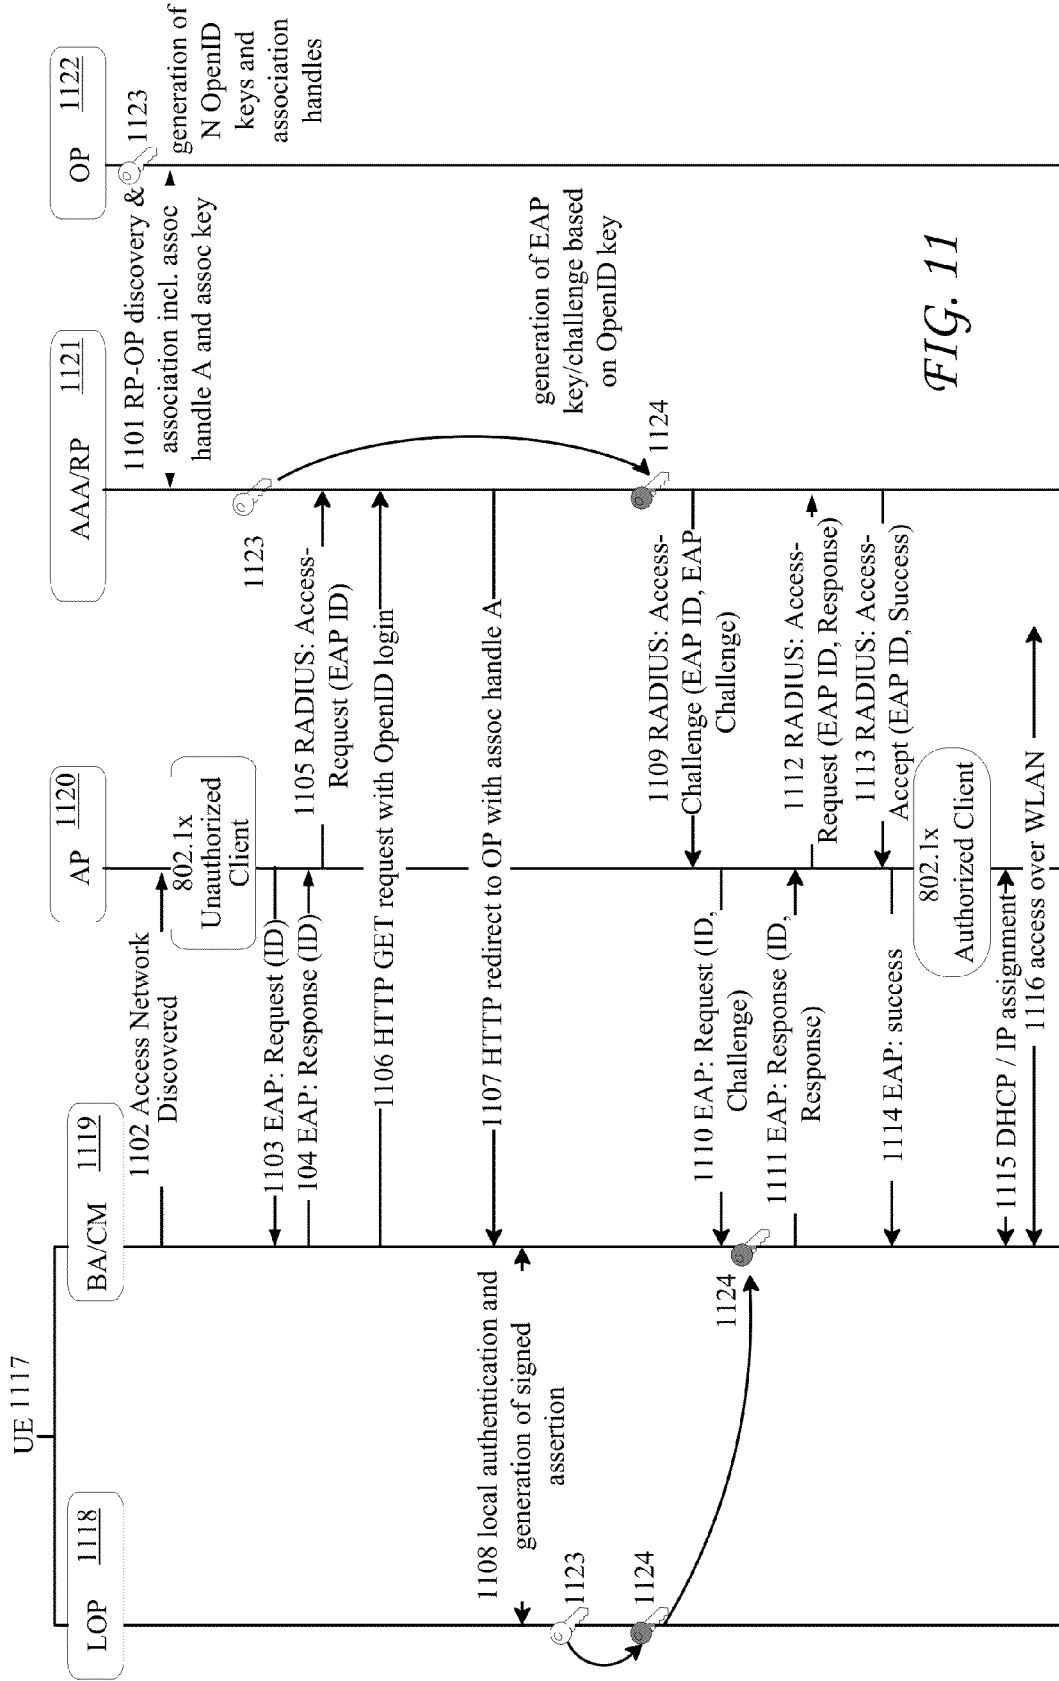 UE 1117
LOP 1118
BA/CM 1119
AP 1120
AAA/RP 1121
OP 1122
1123
generation of
N OpenID
keys and
association
handles
1101 RP-OP discovery &
association incl. assoc
handle A and assoc key
1102 Access Network
Discovered
802.1x
Unauthorized
Client
1123
1103 EAP: Request (ID)
104 EAP: Response (ID)
1105 RADIUS: Access-
Request (EAP ID)
1106 HTTP GET request with OpenID login
1107 HTTP redirect to OP with assoc handle A
1108 local authentication and
generation of signed
assertion
1123
1124
generation of EAP
key/challenge based
on OpenID key
1124
1109 RADIUS: Access-
Challenge (EAP ID, EAP
Challenge)
1110 EAP: Request (ID,
Challenge)
1124
1111 EAP: Response (ID,
Response)
1112 RADIUS: Access-
Request (EAP ID, Response)
1113 RADIUS: Access-
Accept (EAP ID, Success)
1114 EAP: success
802.1x
Authorized Client
1115 DHCP / IP assignment
1116 access over WLAN
FIG. 11